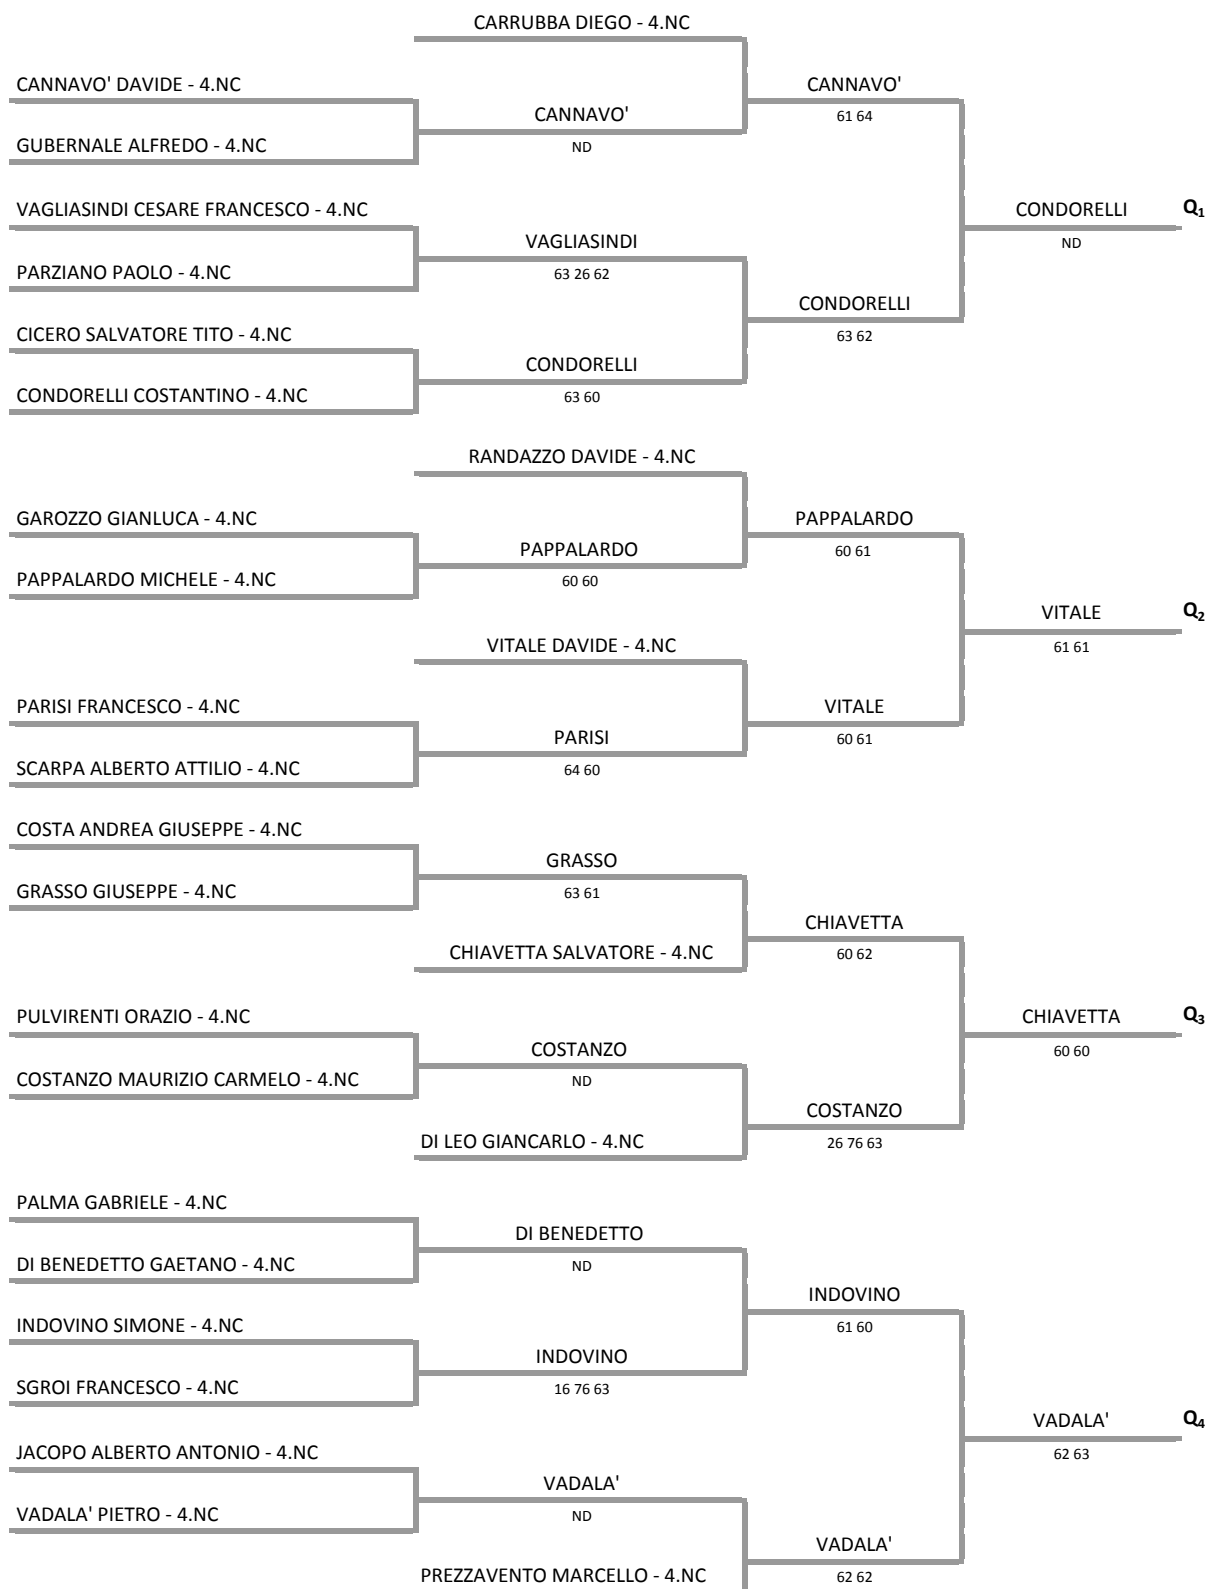 CARRUBBA DIEGO - 4.NC
CANNAVO' DAVIDE - 4.NC
CANNAVO'
61 64
CANNAVO'
ND
GUBERNALE ALFREDO - 4.NC
VAGLIASINDI CESARE FRANCESCO - 4.NC
CONDORELLI
Q1
ND
VAGLIASINDI
63 26 62
PARZIANO PAOLO - 4.NC
CONDORELLI
63 62
CICERO SALVATORE TITO - 4.NC
CONDORELLI
63 60
CONDORELLI COSTANTINO - 4.NC
RANDAZZO DAVIDE - 4.NC
GAROZZO GIANLUCA - 4.NC
PAPPALARDO
60 61
PAPPALARDO
60 60
PAPPALARDO MICHELE - 4.NC
VITALE
Q2
61 61
VITALE DAVIDE - 4.NC
PARISI FRANCESCO - 4.NC
VITALE
60 61
PARISI
64 60
SCARPA ALBERTO ATTILIO - 4.NC
COSTA ANDREA GIUSEPPE - 4.NC
GRASSO
63 61
GRASSO GIUSEPPE - 4.NC
CHIAVETTA
60 62
CHIAVETTA SALVATORE - 4.NC
PULVIRENTI ORAZIO - 4.NC
CHIAVETTA
Q3
60 60
COSTANZO
ND
COSTANZO MAURIZIO CARMELO - 4.NC
COSTANZO
26 76 63
DI LEO GIANCARLO - 4.NC
PALMA GABRIELE - 4.NC
DI BENEDETTO
ND
DI BENEDETTO GAETANO - 4.NC
INDOVINO
61 60
INDOVINO SIMONE - 4.NC
INDOVINO
16 76 63
SGROI FRANCESCO - 4.NC
VADALA'
Q4
62 63
JACOPO ALBERTO ANTONIO - 4.NC
VADALA'
ND
VADALA' PIETRO - 4.NC
VADALA'
62 62
PREZZAVENTO MARCELLO - 4.NC